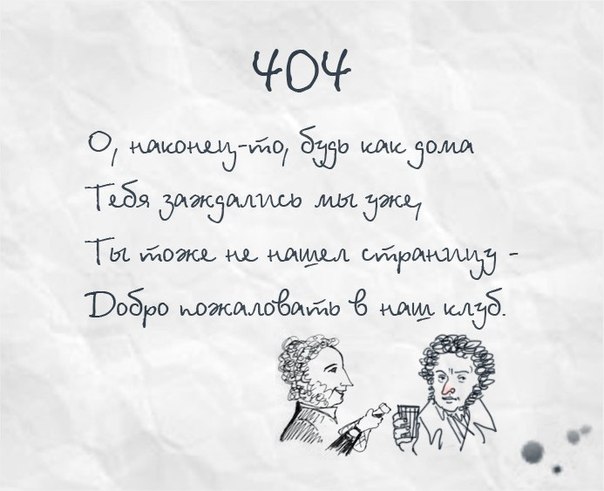 404
О, наконец-то, будь как дома
Тебя заждались мы уже,
Ты тоже не нашел страницу -
Добро пожаловать в наш клуб.